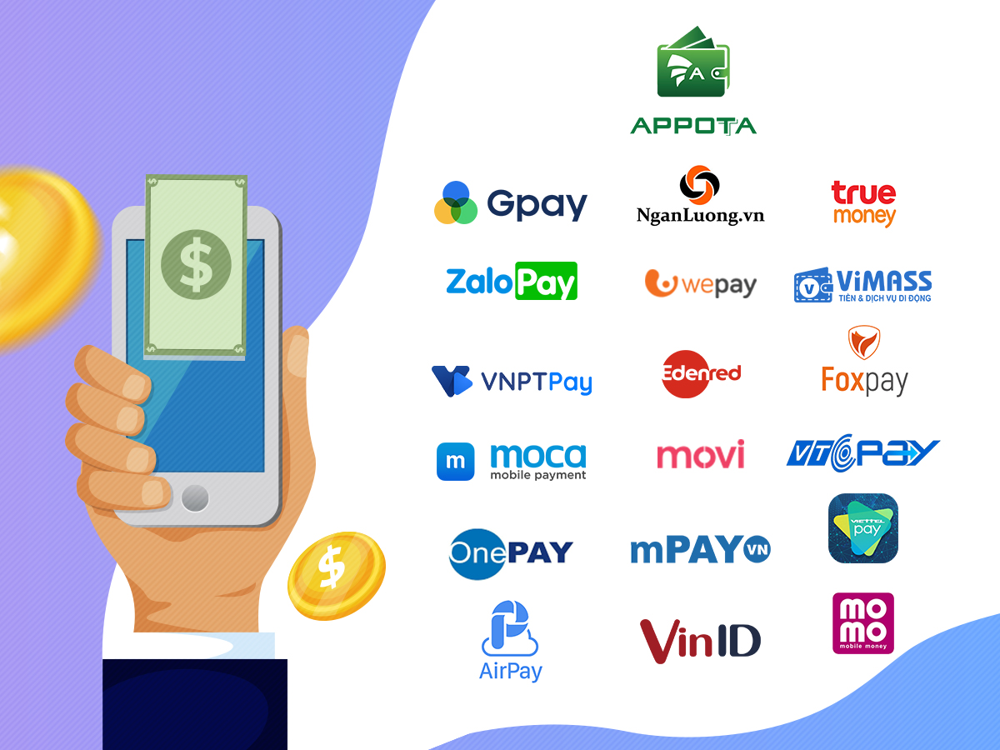 A
APPOTA
Gpay
NganLuong.vn
true
money
ZaloPay
wepay
V
ViMASS
TIỀN & DỊCH VỤ DI ĐỘNG
VNPTPay
Edenred
Foxpay
m
moca
mobile payment
movi
VTCPay
OnePAY
mPAY VN
VIETTEL
pay
AirPay
VinID
mo
mo
mobile money
$
$